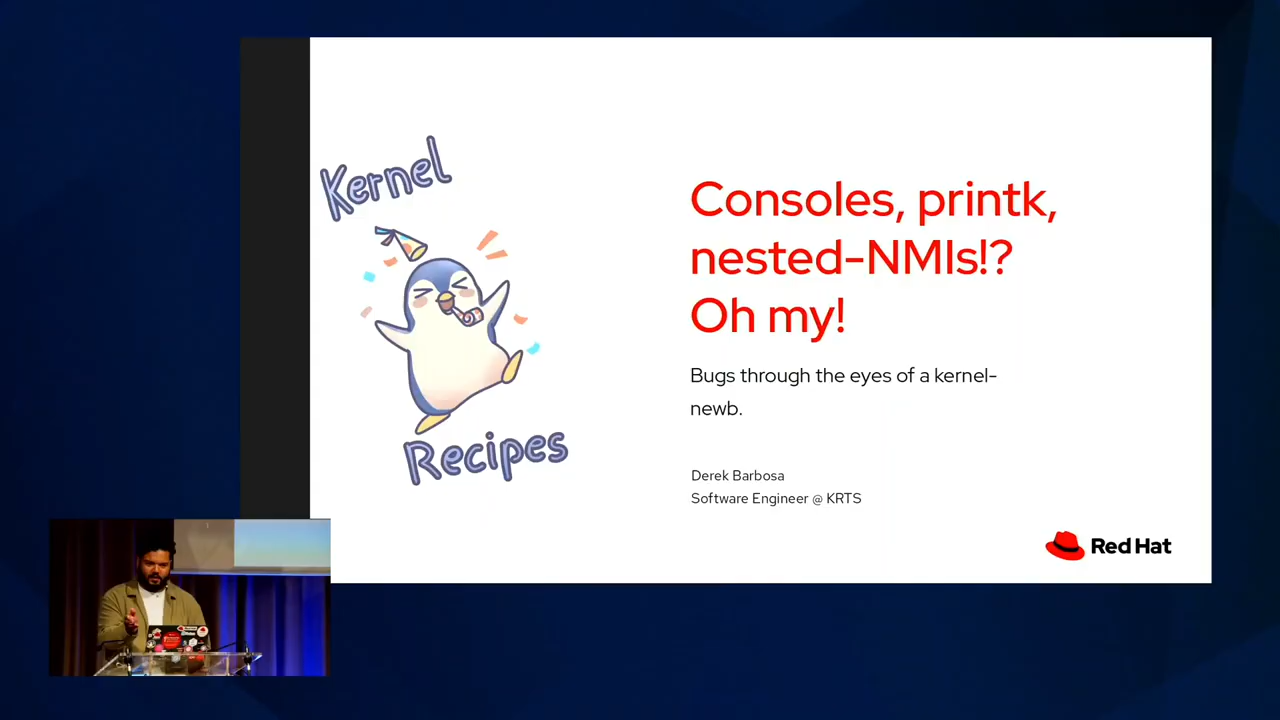 Kernel
Recipes
Consoles, printk,
nested-NMIs!?
Oh my!
Bugs through the eyes of a kernel-
newb.
Derek Barbosa
Software Engineer @ KRTS
Red Hat